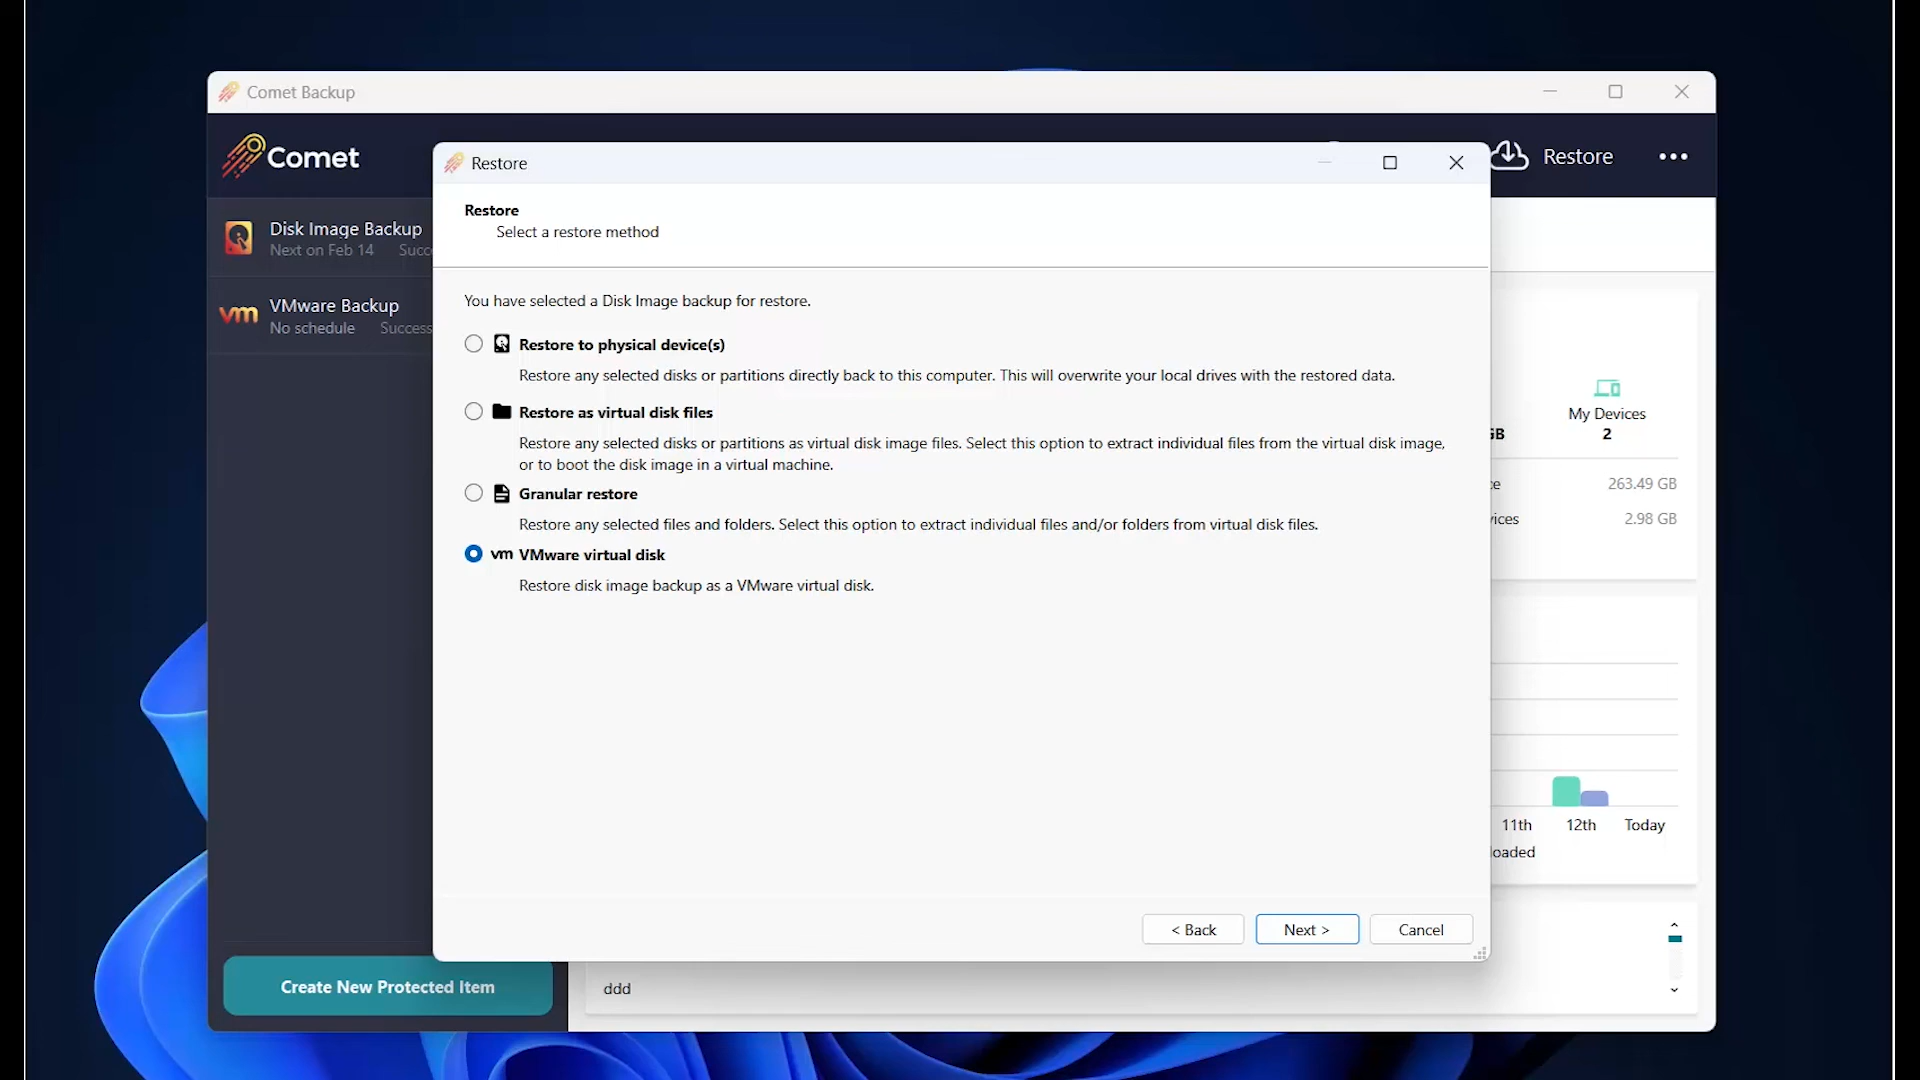 Comet Backup
Comet
Restore
Disk Image Backup
Next on Feb 14
VMware Backup
No schedule Success
Create New Protected Item
Restore
Restore
Select a restore method
You have selected a Disk Image backup for restore.
Restore to physical device(s)
Restore any selected disks or partitions directly back to this computer. This will overwrite your local drives with the restored data.
Restore as virtual disk files
Restore any selected disks or partitions as virtual disk image files. Select this option to extract individual files from the virtual disk image,
or to boot the disk image in a virtual machine.
Granular restore
Restore any selected files and folders. Select this option to extract individual files and/or folders from virtual disk files.
vm VMware virtual disk
Restore disk image backup as a VMware virtual disk.
< Back
Next >
Cancel
My Devices
2
263.49 GB
2.98 GB
11th 12th Today
ddd